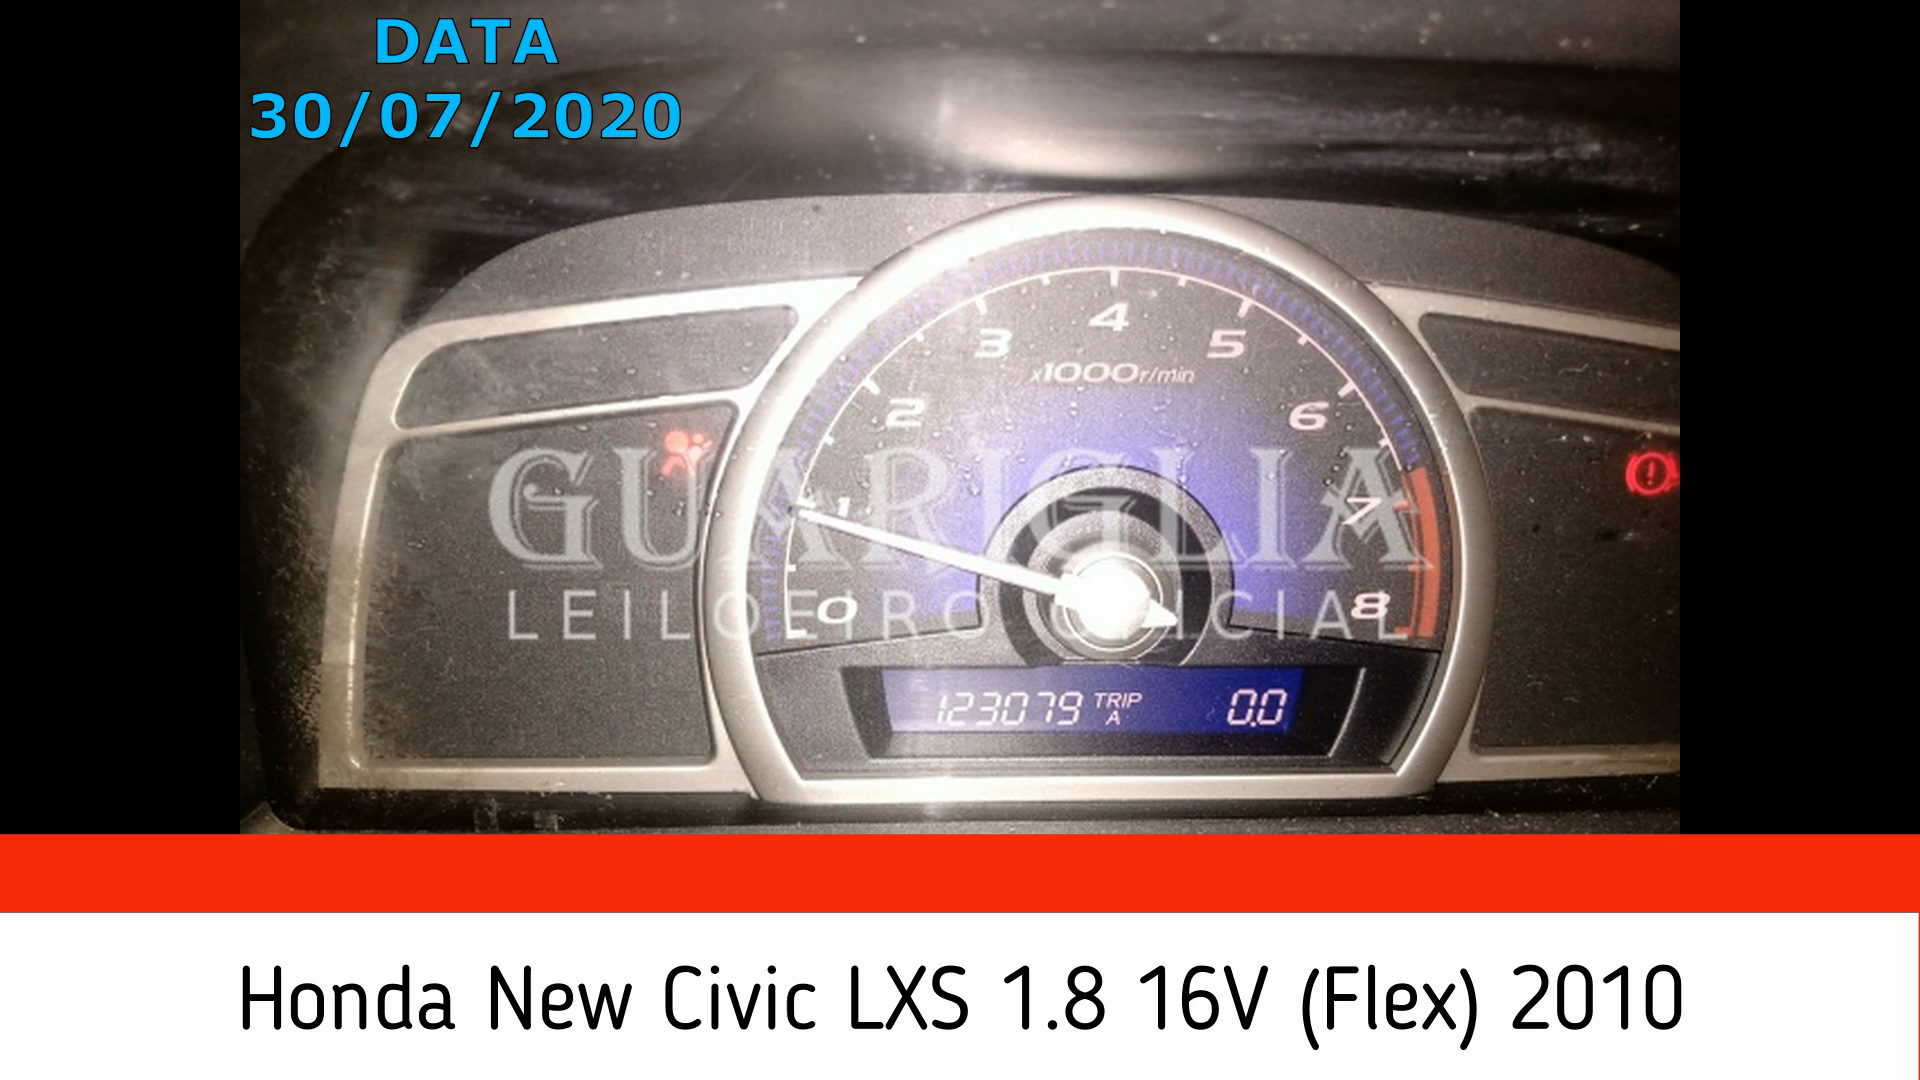 DATA
30/07/2020
4
3
5
x1000r/min
2
6
GUARIGLIA
1
7
LEILOEIRO OFICIAL
0
8
123079 TRIP A 0.0
Honda New Civic LXS 1.8 16V (Flex) 2010